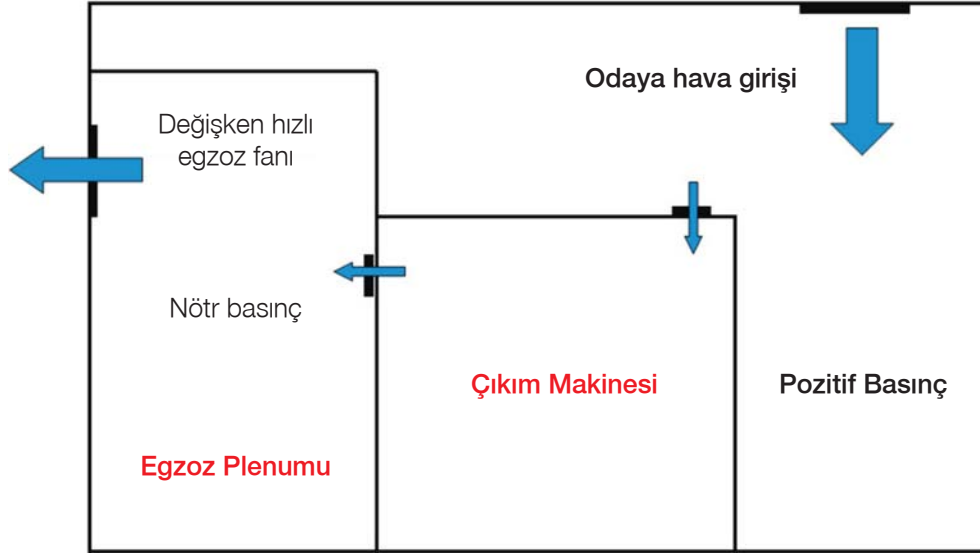 Odaya hava girişi
Değişken hızlı
egzoz fanı
Nötr basınç
Çıkım Makinesi
Pozitif Basınç
Egzoz Plenumu